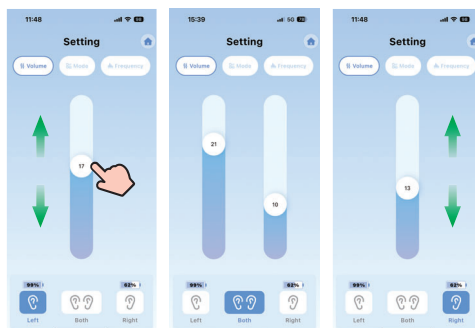 11:48
Setting
Volume
Mode
Frequency
17
99%
62%
Left
Both
Right
15:39
5G
Setting
Volume
Mode
Frequency
21
10
99%
62%
Left
Both
Right
11:48
Setting
Volume
Mode
Frequency
13
99%
62%
Left
Both
Right